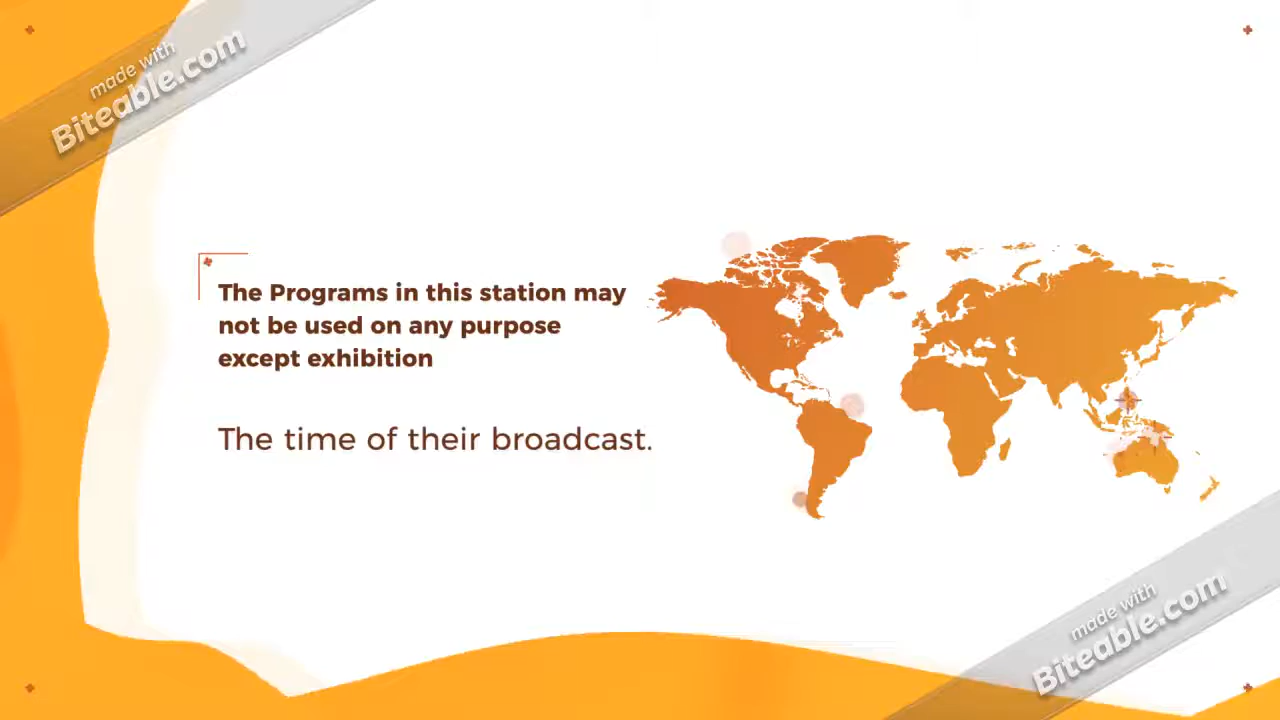 made with
Biteable.com
The Programs in this station may
not be used on any purpose
except exhibition
The time of their broadcast.
made with
Biteable.com